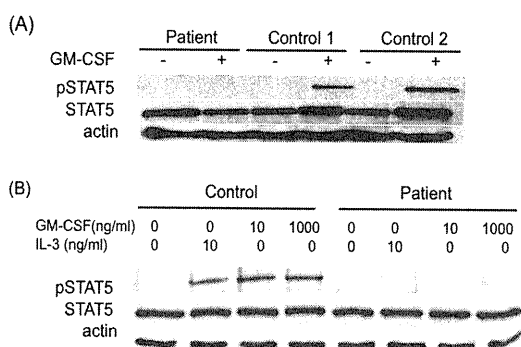 (A)
Patient Control 1 Control 2
GM-CSF - + - + - +
pSTAT5
STAT5
actin
(B)
Control Patient
GM-CSF(ng/ml) 0 0 10 1000 0 0 10 1000
IL-3 (ng/ml) 0 10 0 0 0 10 0 0
pSTAT5
STAT5
actin